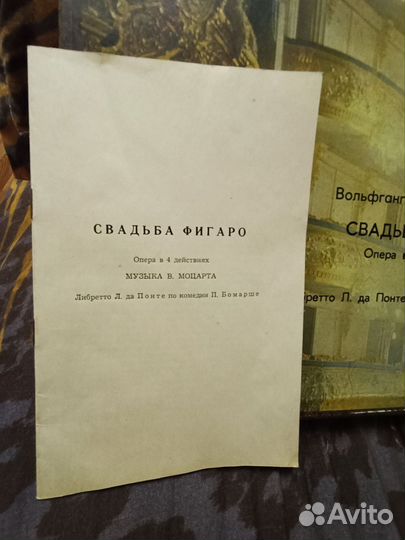 СВАДЬБА ФИГАРО
Опера в 4 действиях
МУЗЫКА В. МОЦАРТА
Либретто Л. да Понте по комедии П. Бомарше
Вольфганг
СВАДЬ
Опера в
бретто Л. да Понте
Avito